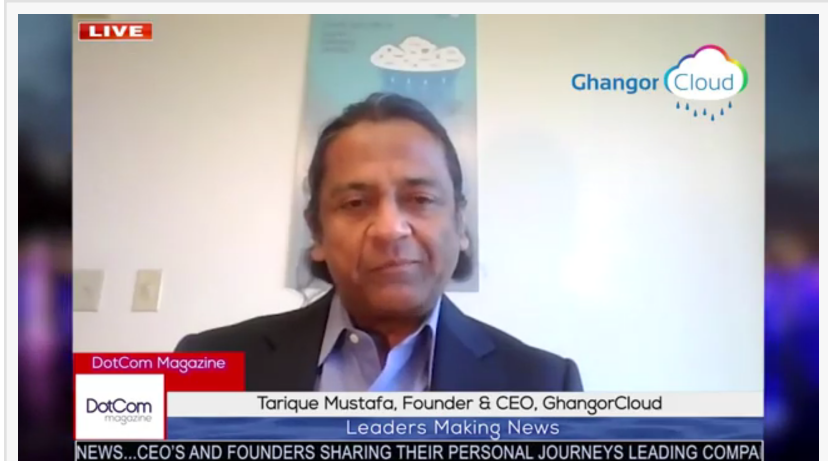 LIVE
Ghangor Cloud
DotCom Magazine
DotCom
magazine
Tarique Mustafa, Founder & CEO, GhangorCloud
Leaders Making News
NEWS...CEO'S AND FOUNDERS SHARING THEIR PERSONAL JOURNEYS LEADING COMPA